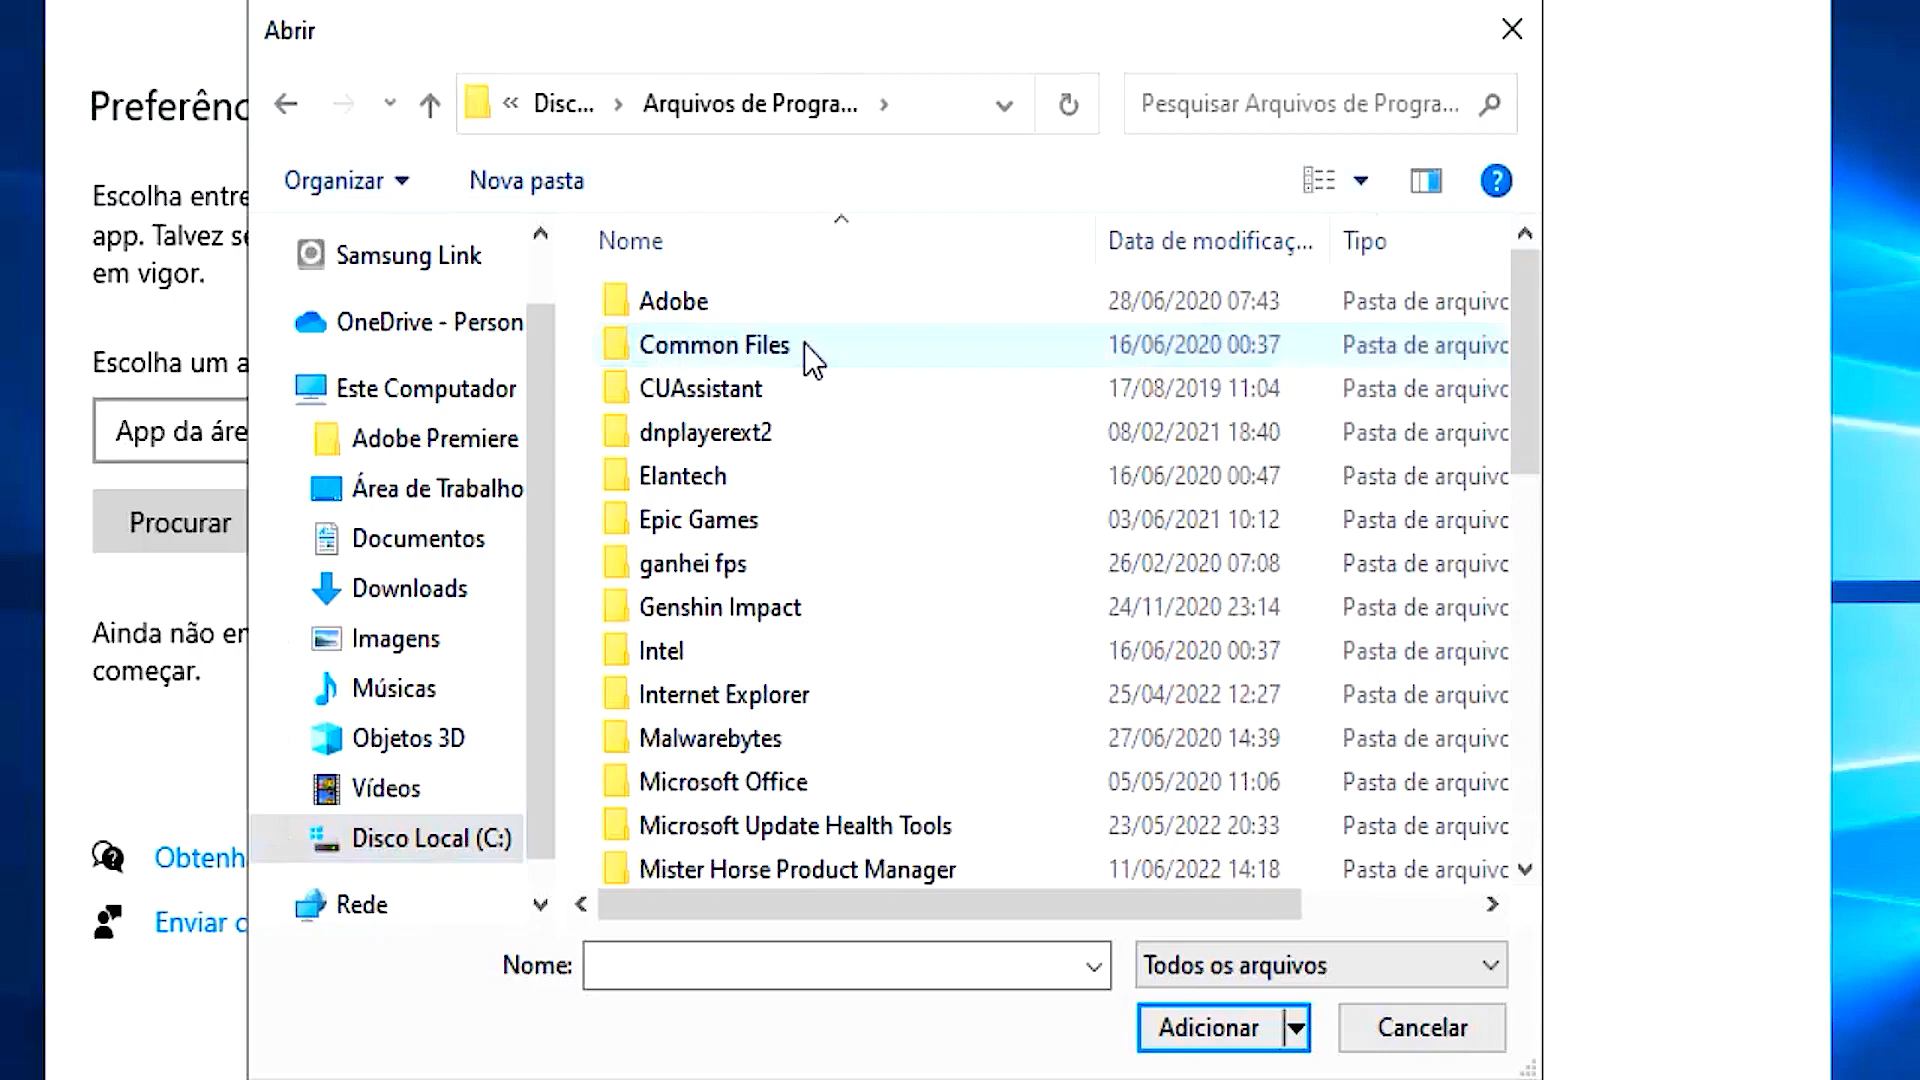 Abrir
Preferênc
« Disc... › Arquivos de Progra... ›
Pesquisar Arquivos de Progra...
Organizar
Nova pasta
?
Escolha entre
app. Talvez se
em vigor.
Escolha um a
App da áre
Procurar
Ainda não en
começar.
Obtenh
Enviar c
Samsung Link
OneDrive - Person
Este Computador
Adobe Premiere
Área de Trabalho
Documentos
Downloads
Imagens
Músicas
Objetos 3D
Vídeos
Disco Local (C:)
Rede
Nome Data de modificaç... Tipo
Adobe 28/06/2020 07:43 Pasta de arquivo
Common Files 16/06/2020 00:37 Pasta de arquivo
CUAssistant 17/08/2019 11:04 Pasta de arquivo
dnplayerext2 08/02/2021 18:40 Pasta de arquivo
Elantech 16/06/2020 00:47 Pasta de arquivo
Epic Games 03/06/2021 10:12 Pasta de arquivo
ganhei fps 26/02/2020 07:08 Pasta de arquivo
Genshin Impact 24/11/2020 23:14 Pasta de arquivo
Intel 16/06/2020 00:37 Pasta de arquivo
Internet Explorer 25/04/2022 12:27 Pasta de arquivo
Malwarebytes 27/06/2020 14:39 Pasta de arquivo
Microsoft Office 05/05/2020 11:06 Pasta de arquivo
Microsoft Update Health Tools 23/05/2022 20:33 Pasta de arquivo
Mister Horse Product Manager 11/06/2022 14:18 Pasta de arquivo
Nome:
Todos os arquivos
Adicionar
Cancelar